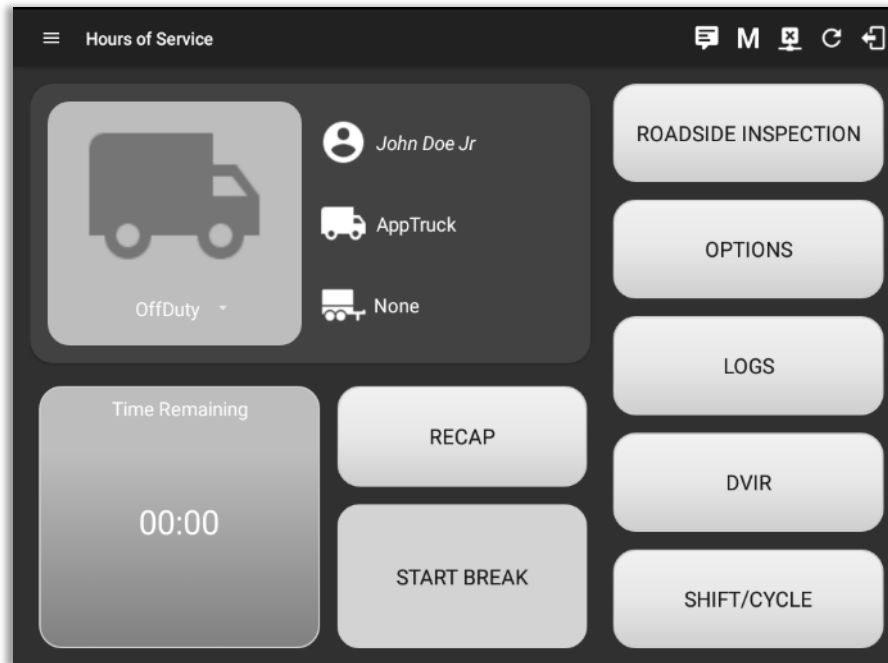 Hours of Service
M
John Doe Jr
AppTruck
None
OffDuty
Time Remaining
00:00
RECAP
START BREAK
ROADSIDE INSPECTION
OPTIONS
LOGS
DVIR
SHIFT/CYCLE